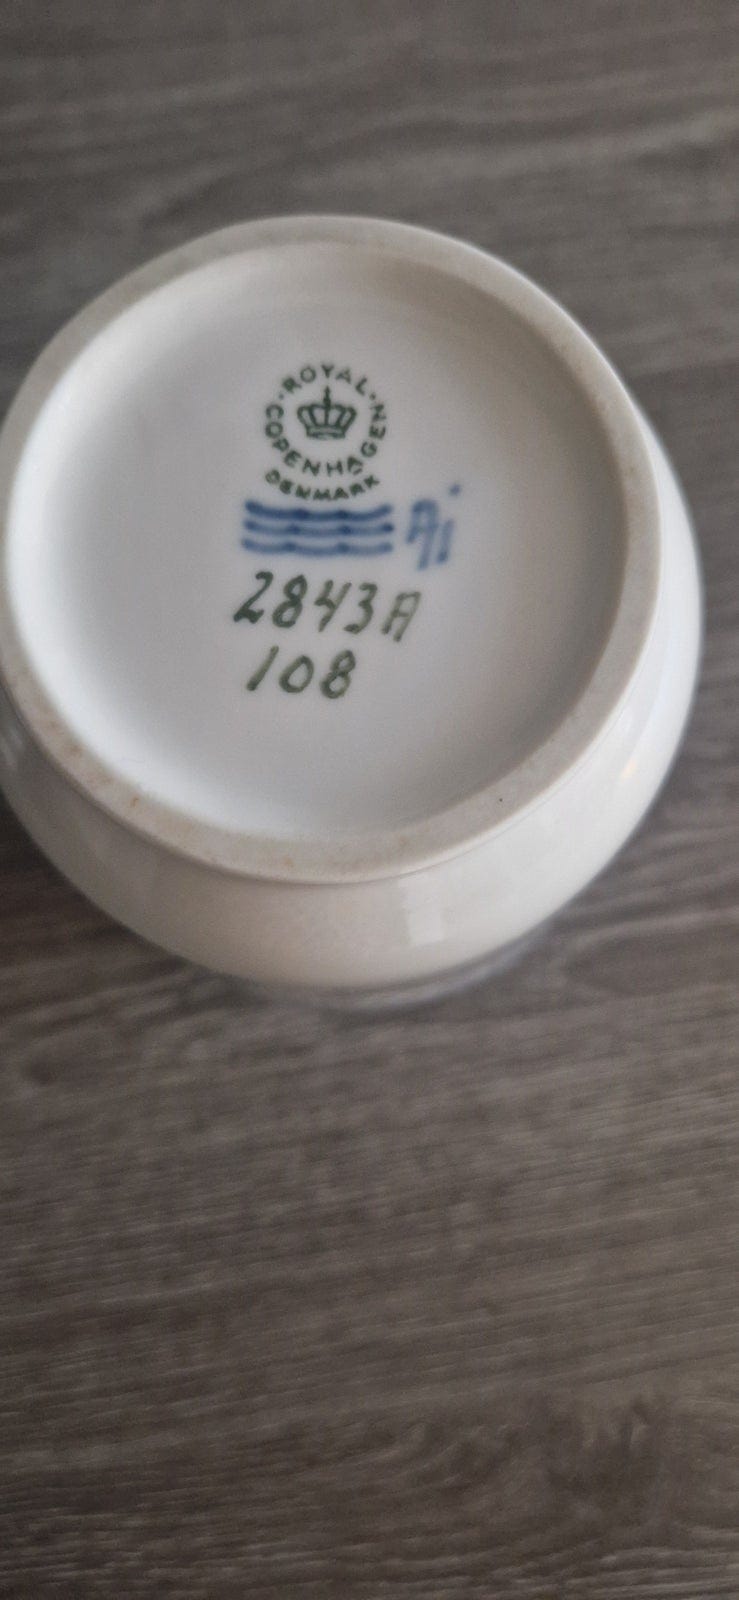 ROYAL
COPENHAGEN
DENMARK
2843A
108